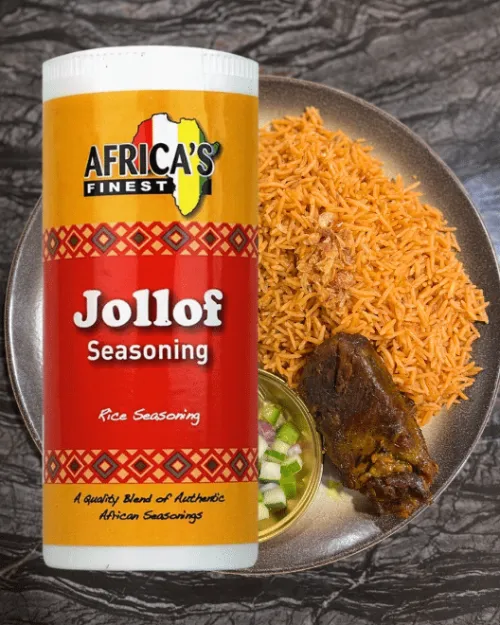 AFRICA'S
FINEST
Jollof
Seasoning
Rice Seasoning
A Quality Blend of Authentic
African Seasonings